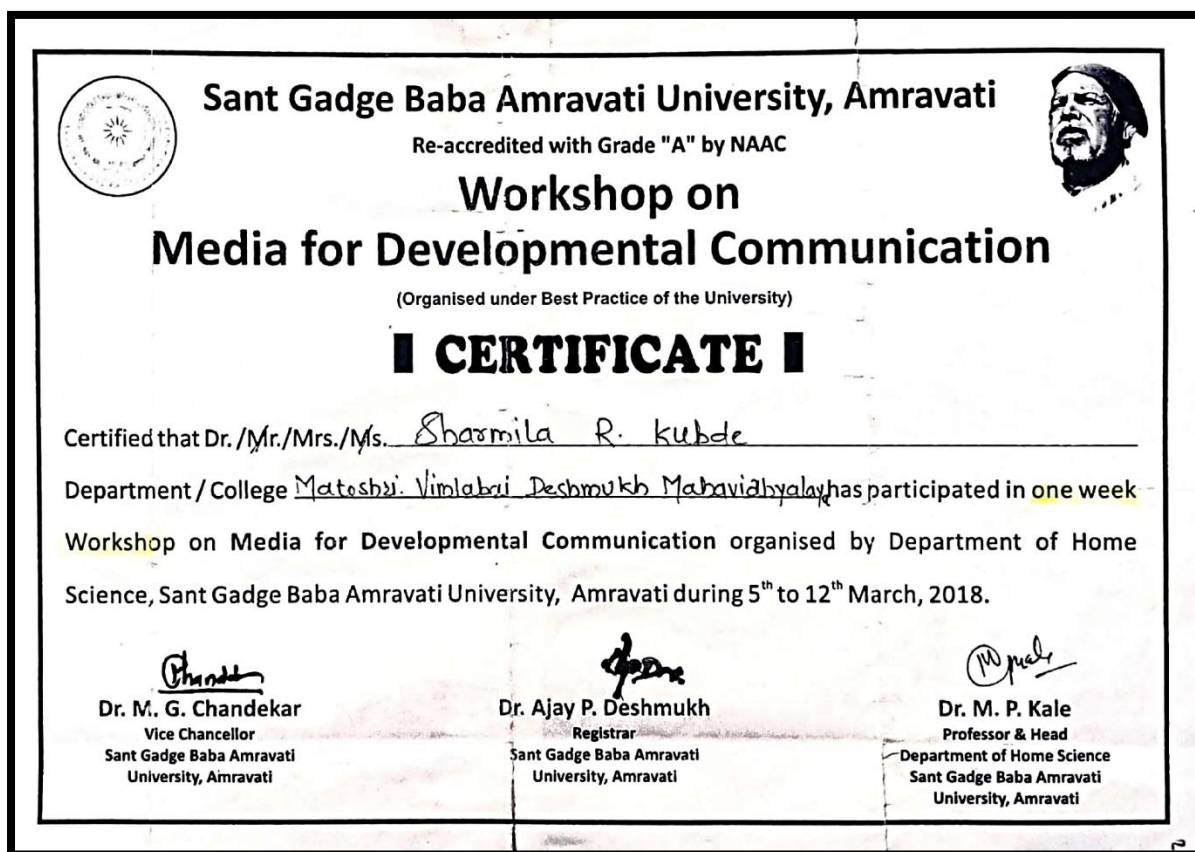 Sant Gadge Baba Amravati University, Amravati
Re-accredited with Grade "A" by NAAC
Workshop on
Media for Developmental Communication
(Organised under Best Practice of the University)
CERTIFICATE
Certified that Dr./Mr./Mrs./Ms. Sharmila R. Kubde
Department / College Matoshri. Vimlabai Deshmukh Mahavidhyalaya has participated in one week
Workshop on Media for Developmental Communication organised by Department of Home
Science, Sant Gadge Baba Amravati University, Amravati during 5th to 12th March, 2018.
Dr. M. G. Chandekar
Vice Chancellor
Sant Gadge Baba Amravati
University, Amravati
Dr. Ajay P. Deshmukh
Registrar
Sant Gadge Baba Amravati
University, Amravati
Dr. M. P. Kale
Professor & Head
Department of Home Science
Sant Gadge Baba Amravati
University, Amravati